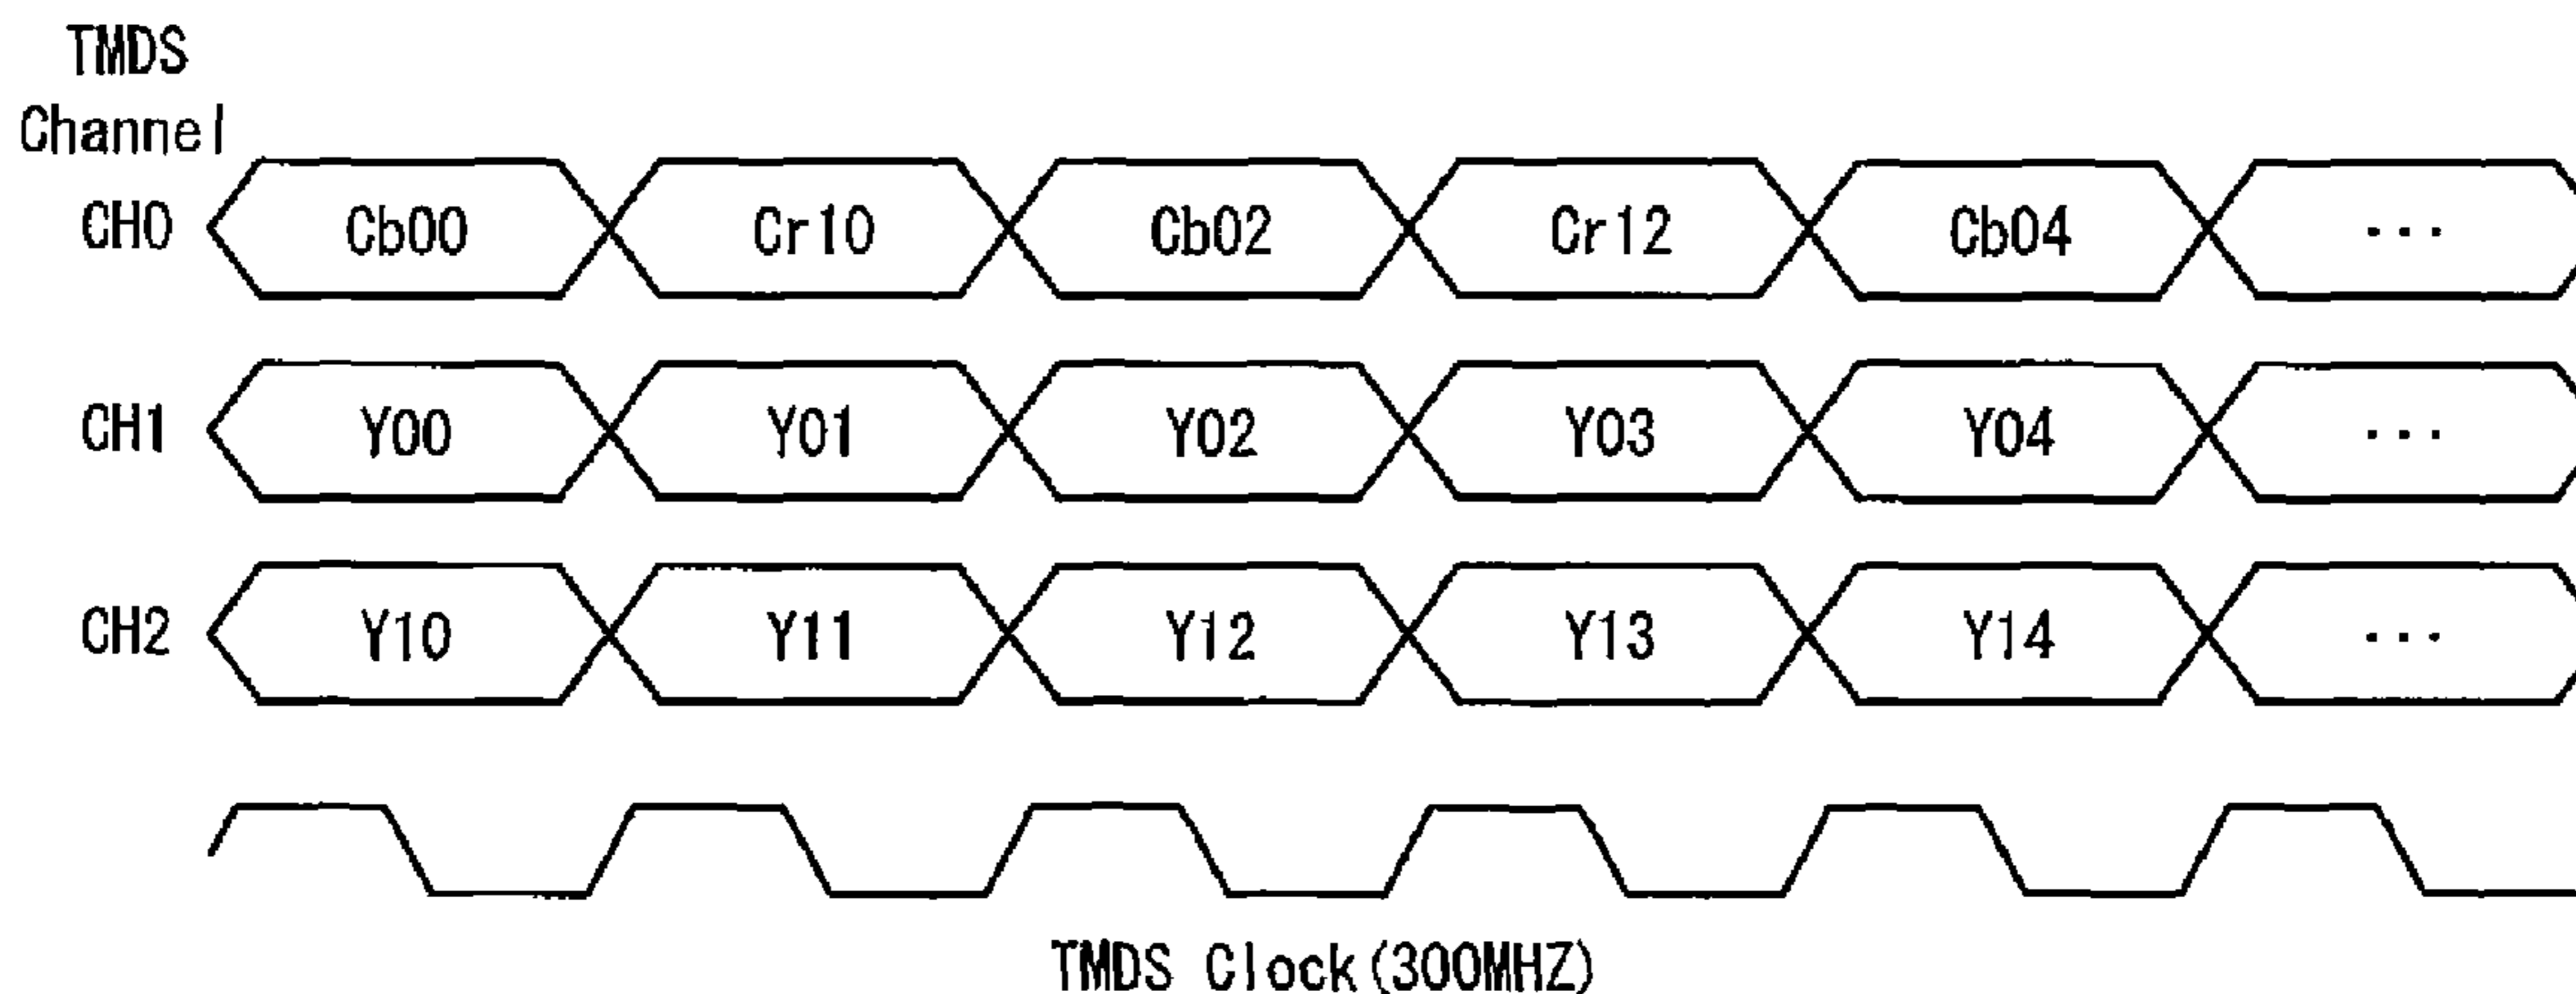 TMDS
Channel
CH0 Cb00 Cr10 Cb02 Cr12 Cb04 ...
CH1 Y00 Y01 Y02 Y03 Y04 ...
CH2 Y10 Y11 Y12 Y13 Y14 ...
TMDS Clock(300MHZ)